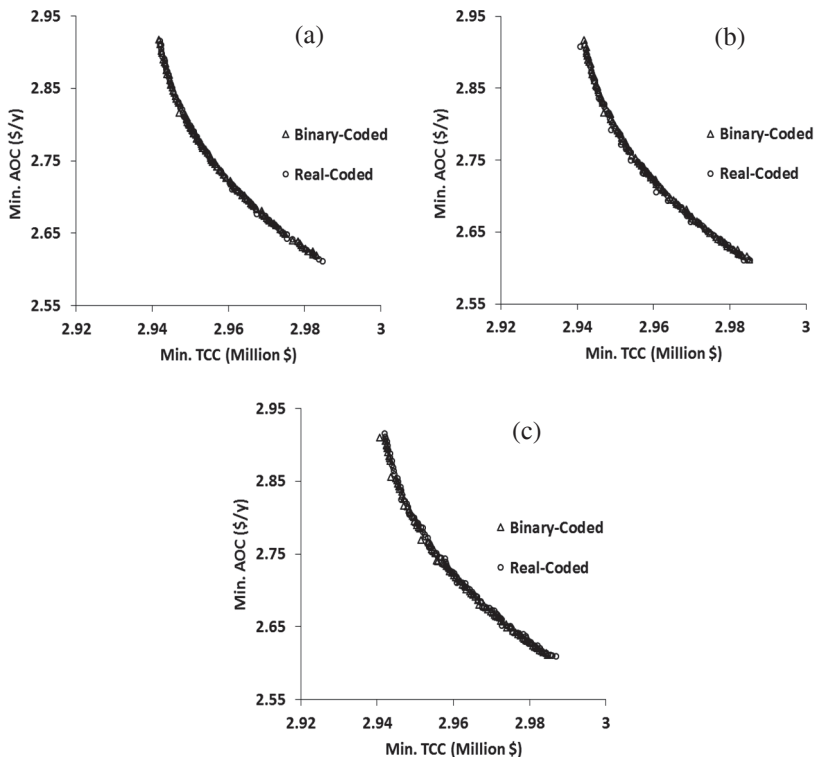 2.95
(a)
2.85
△ Binary-Coded
2.75
○ Real-Coded
2.65
2.55
2.92 2.94 2.96 2.98 3
Min. TCC (Million $)
Min. AOC ($/y)
2.95
(b)
2.85
△ Binary-Coded
2.75
○ Real-Coded
2.65
2.55
2.92 2.94 2.96 2.98 3
Min. TCC (Million $)
Min. AOC ($/y)
2.95
(c)
2.85
△ Binary-Coded
2.75
○ Real-Coded
2.65
2.55
2.92 2.94 2.96 2.98 3
Min. TCC (Million $)
Min. AOC ($/y)